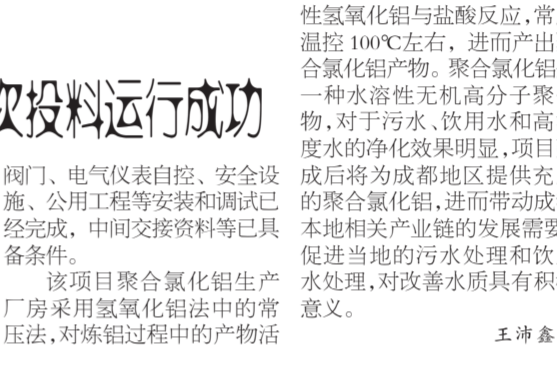 次投料运行成功
阀门、电气仪表自控、安全设
施、公用工程等安装和调试已
经完成，中间交接资料等已具
备条件。
该项目聚合氯化铝生产
厂房采用氢氧化铝法中的常
压法，对炼铝过程中的产物活
性氢氧化铝与盐酸反应，常
温控100℃左右，进而产出
合氯化铝产物。聚合氯化铝
一种水溶性无机高分子聚
物，对于污水、饮用水和高
度水的净化效果明显，项目
成后将为成都地区提供充
的聚合氯化铝，进而带动成
本地相关产业链的发展需要
促进当地的污水处理和饮
水处理，对改善水质具有积
意义。
王沛鑫